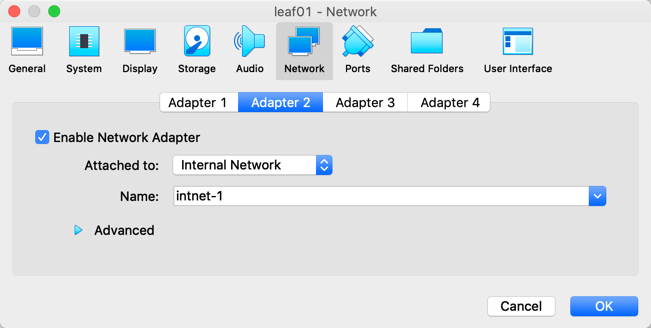 leaf01 - Network
General System Display Storage Audio Network Ports Shared Folders User Interface
Adapter 1 Adapter 2 Adapter 3 Adapter 4
Enable Network Adapter
Attached to: Internal Network
Name: intnet-1
Advanced
Cancel OK